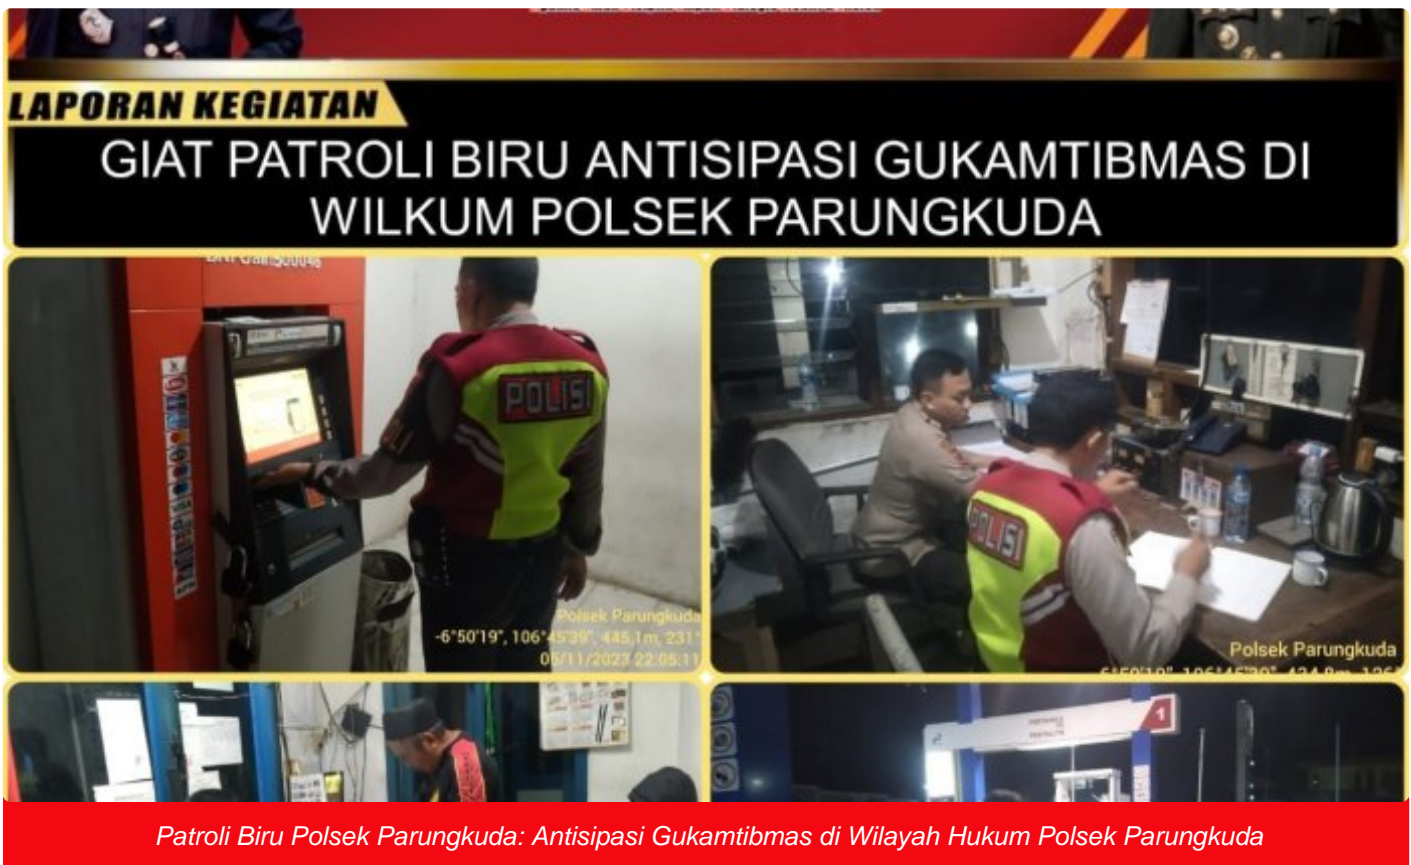 LAPORAN KEGIATAN
GIAT PATROLI BIRU ANTISIPASI GUKAMTIBMAS DI
WILKUM POLSEK PARUNGKUDA
POLISI
VISA
Polsek Parungkuda
-6°50'19", 106°45'39", 445,1m, 231°
05/11/2023 22:05:11
POLISI
Polsek Parungkuda
1
Patroli Biru Polsek Parungkuda: Antisipasi Gukamtibmas di Wilayah Hukum Polsek Parungkuda